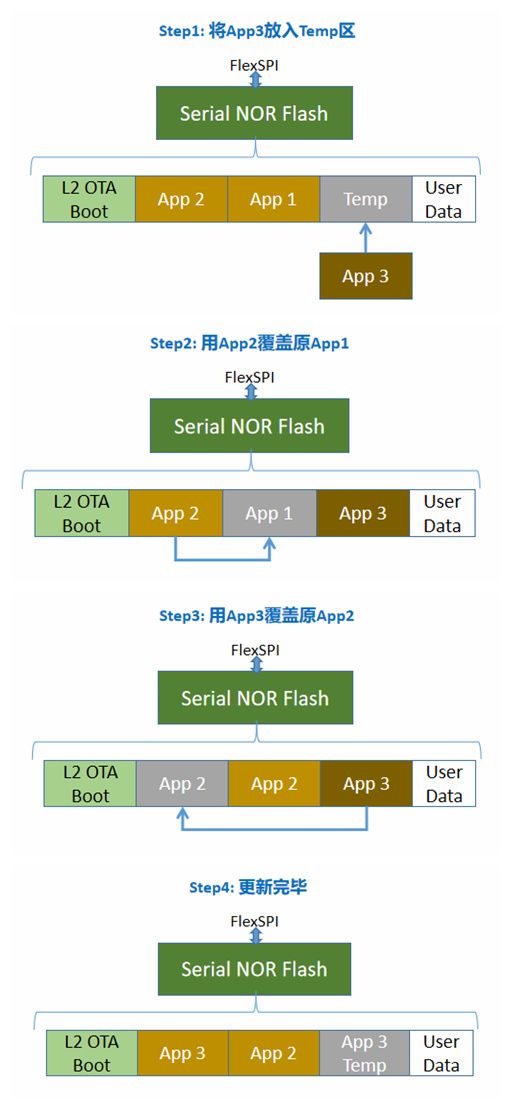 Step1: 将App3放入Temp区
FlexSPI
Serial NOR Flash
L2 OTA
Boot
App 2
App 1
Temp
User
Data
App 3
Step2: 用App2覆盖原App1
FlexSPI
Serial NOR Flash
L2 OTA
Boot
App 2
App 1
App 3
User
Data
Step3: 用App3覆盖原App2
FlexSPI
Serial NOR Flash
L2 OTA
Boot
App 2
App 2
App 3
User
Data
Step4: 更新完毕
FlexSPI
Serial NOR Flash
L2 OTA
Boot
App 3
App 2
App 3
Temp
User
Data